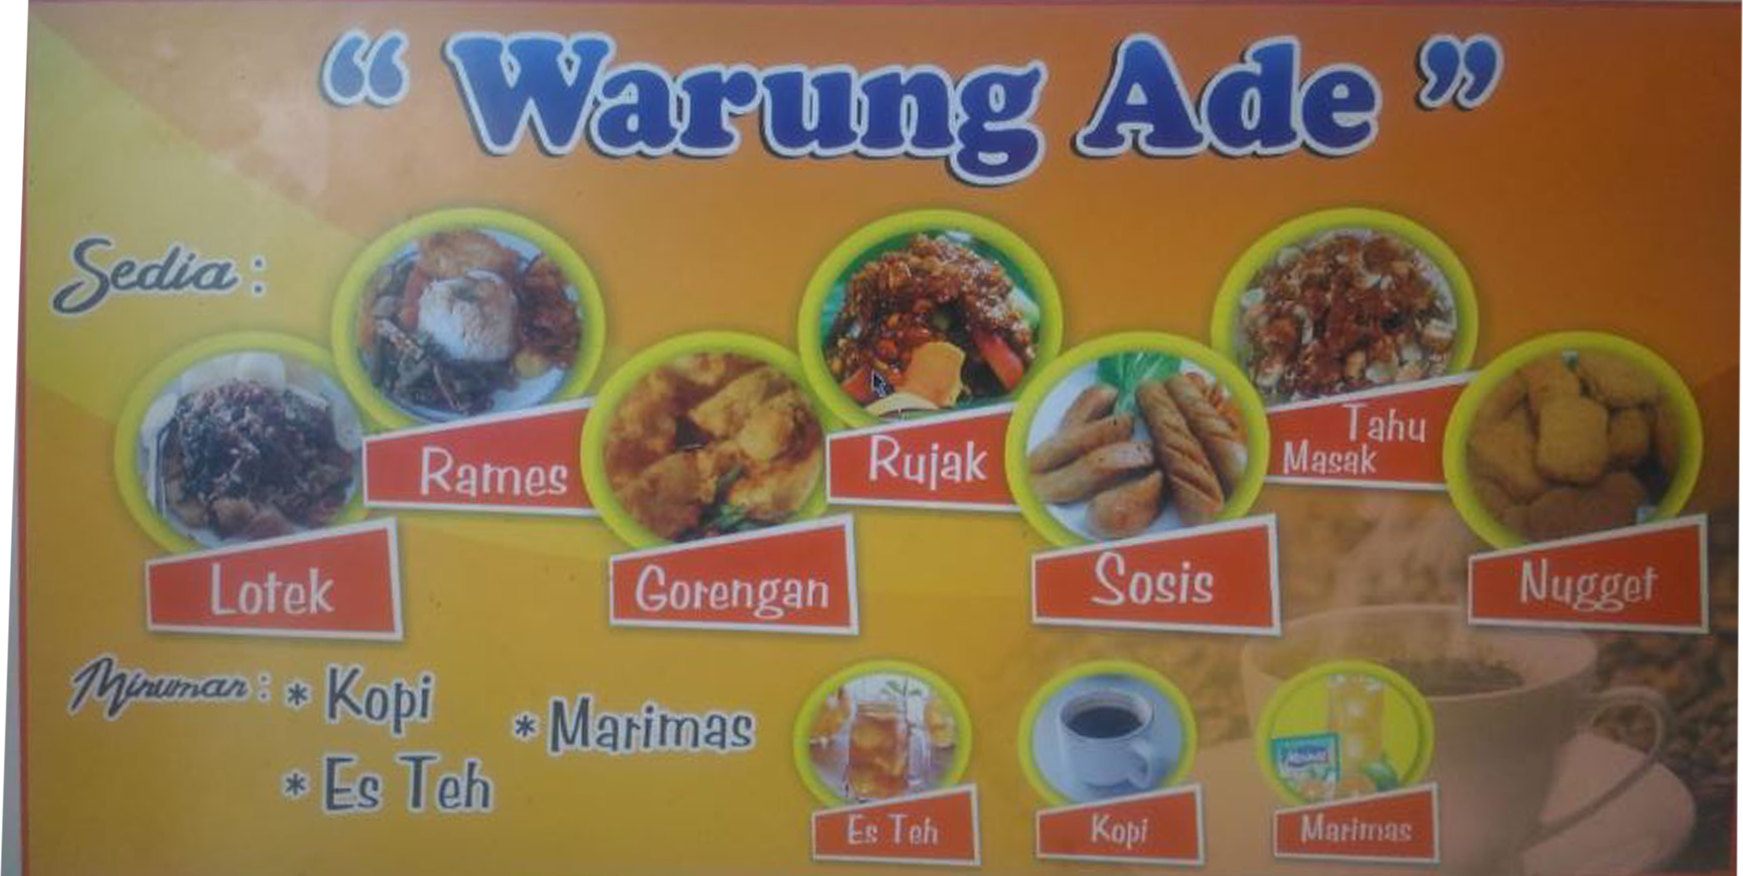 “ Warung Ade ”
Sedia :
Rames
Rujak
Tahu
Masak
Lotek
Gorengan
Sosis
Nugget
Minuman : * Kopi
* Marimas
* Es Teh
Es Teh
Kopi
Marimas